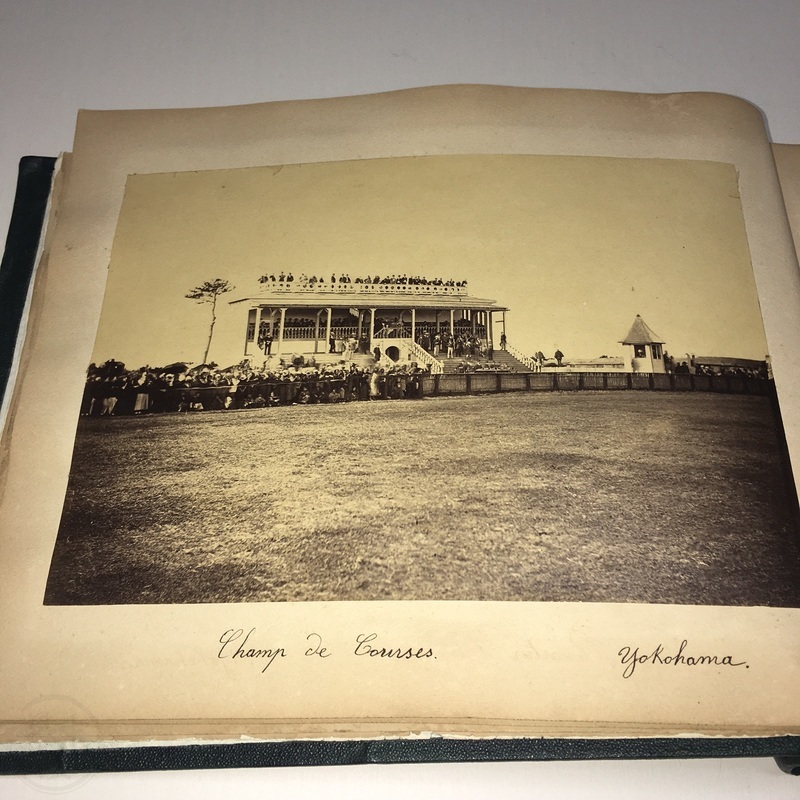 Champ de Courses.
Yokohama.